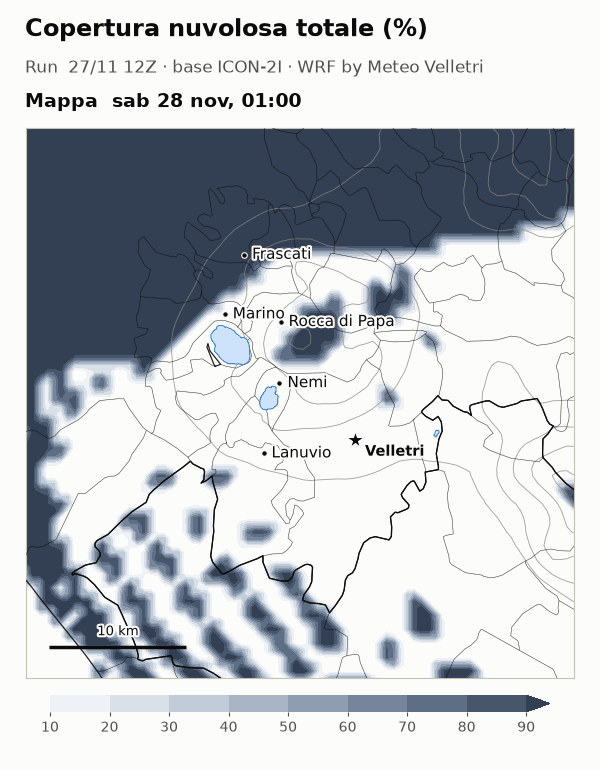 Copertura nuvolosa totale (%)
Run  27/11 12Z · base ICON-2I · WRF by Meteo Velletri
Mappa  sab 28 nov, 01:00
Frascati
Marino
Rocca di Papa
Nemi
Velletri
Lanuvio
10 km
10 20 30 40 50 60 70 80 90